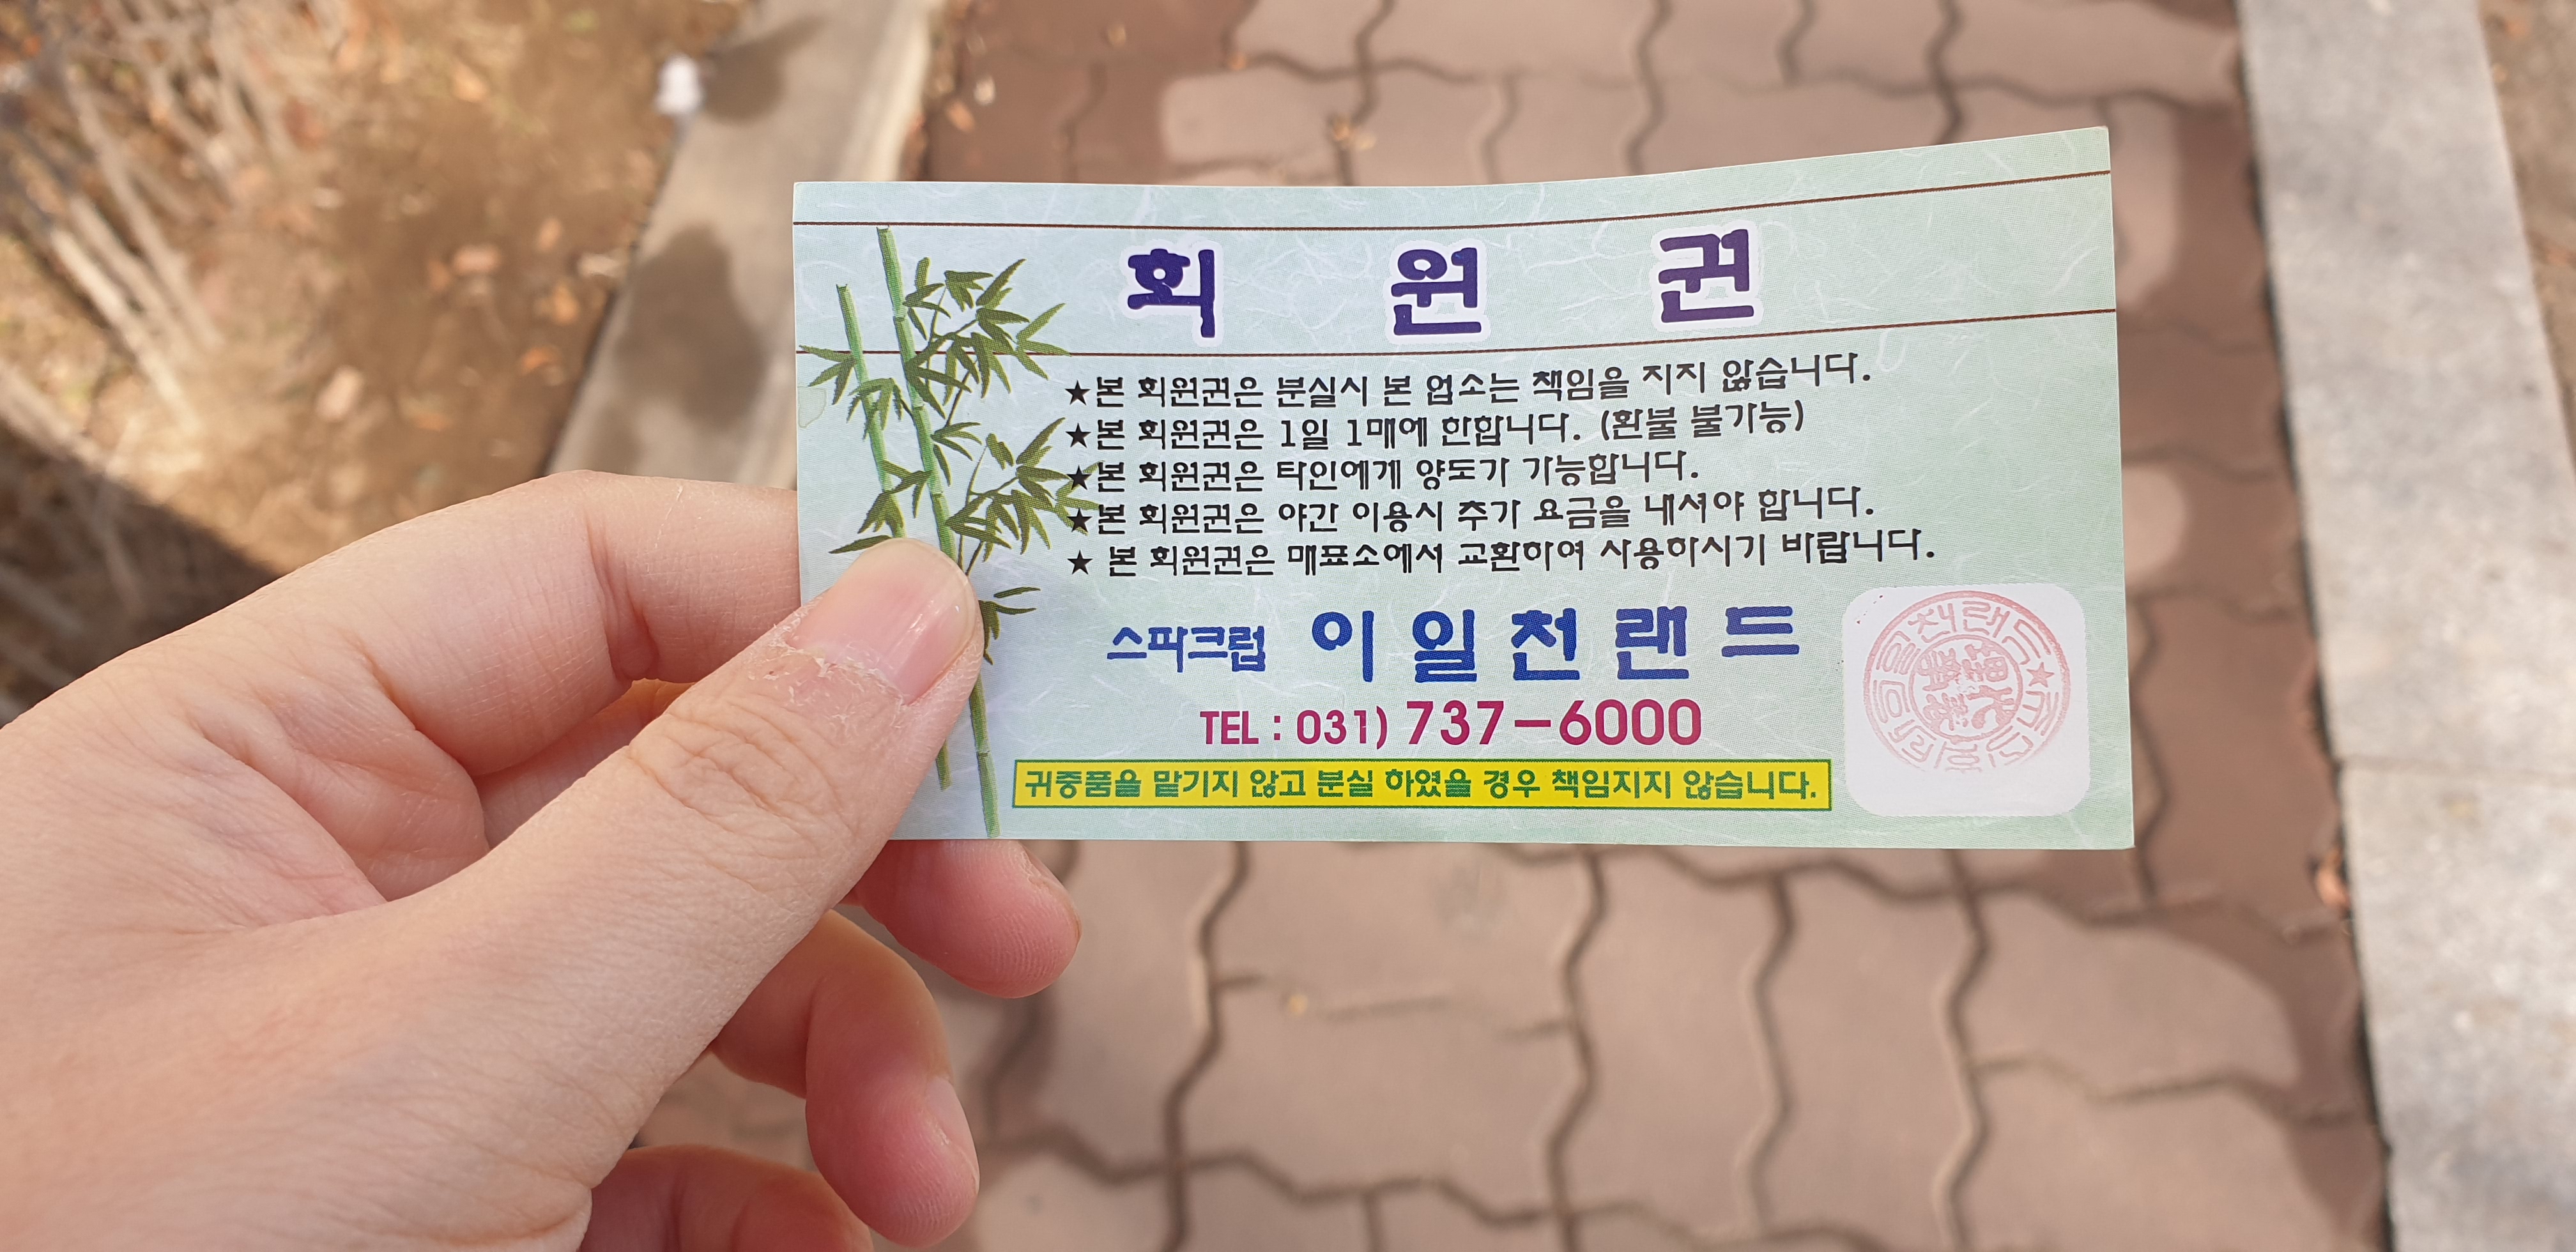 회 원 권
★본 회원권은 분실시 본 업소는 책임을 지지 않습니다.
★본 회원권은 1일 1매에 한합니다. (환불 불가능)
★본 회원권은 타인에게 양도가 가능합니다.
★본 회원권은 야간 이용시 추가 요금을 내셔야 합니다.
★ 본 회원권은 매표소에서 교환하여 사용하시기 바랍니다.
스파크럽 이일천랜드
TEL : 031) 737-6000
귀중품을 맡기지 않고 분실 하였을 경우 책임지지 않습니다.